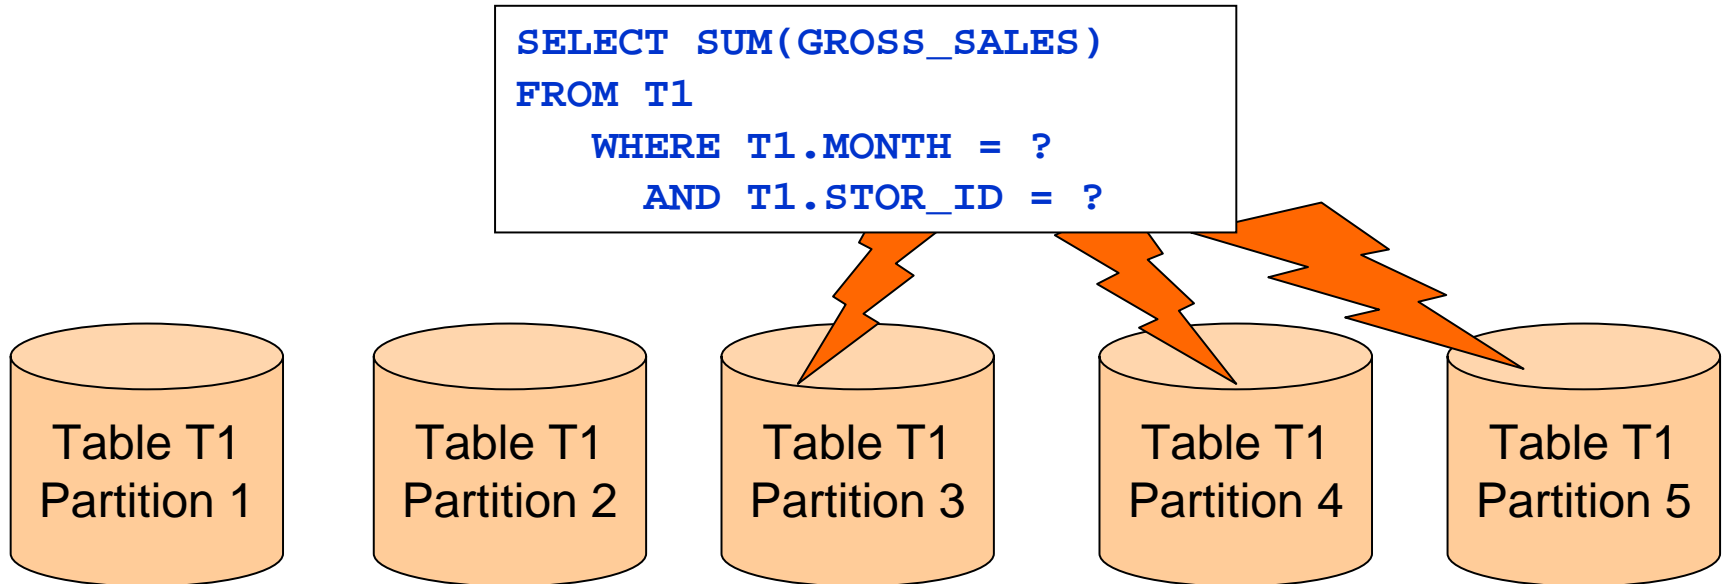 SELECT SUM(GROSS_SALES)
FROM T1
WHERE T1.MONTH = ?
AND T1.STOR_ID = ?
Table T1
Partition 1
Table T1
Partition 2
Table T1
Partition 3
Table T1
Partition 4
Table T1
Partition 5